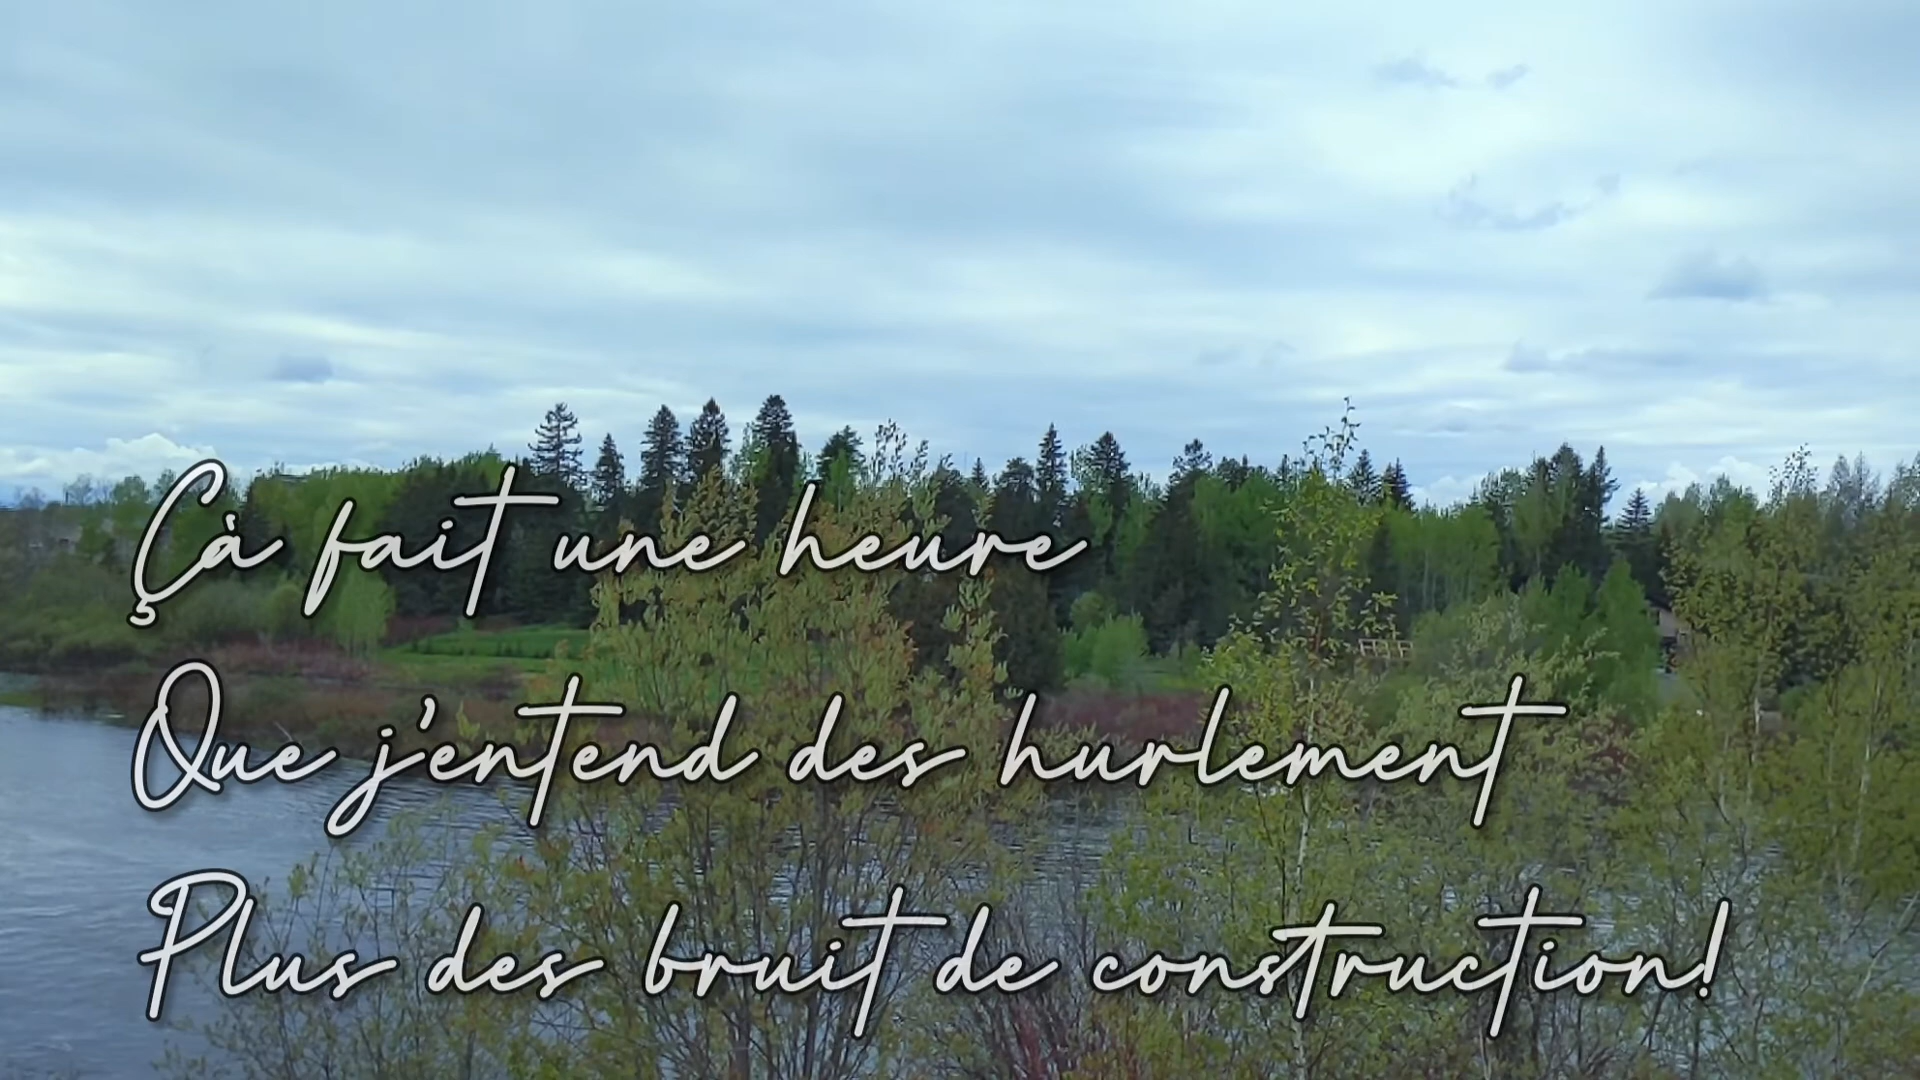 Çà fait une heure
Que j'entend des hurlement
Plus des bruit de construction!